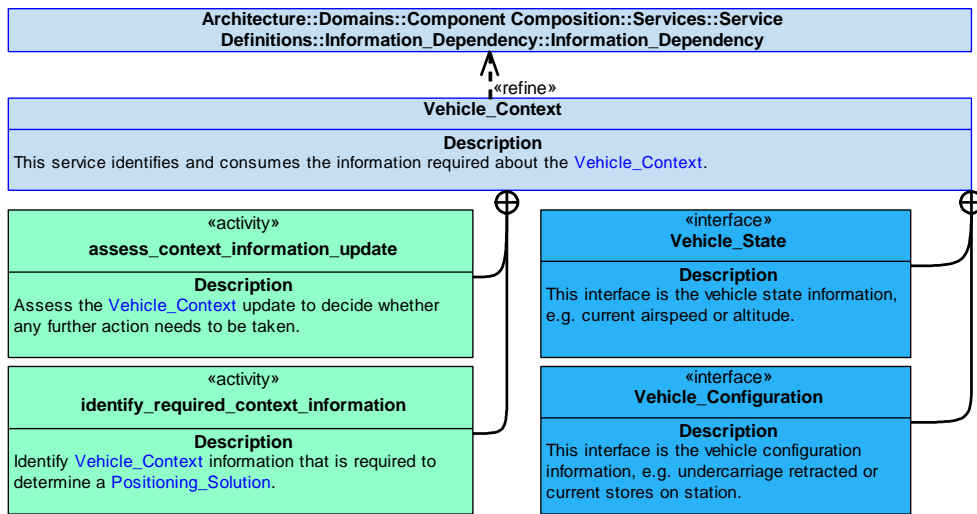 Architecture::Domains::Component Composition::Services::Service
Definitions::Information_Dependency::Information_Dependency
«refine»
Vehicle_Context
Description
This service identifies and consumes the information required about the Vehicle_Context.
«activity»
assess_context_information_update
Description
Assess the Vehicle_Context update to decide whether
any further action needs to be taken.
«interface»
Vehicle_State
Description
This interface is the vehicle state information,
e.g. current airspeed or altitude.
«activity»
identify_required_context_information
Description
Identify Vehicle_Context information that is required to
determine a Positioning_Solution.
«interface»
Vehicle_Configuration
Description
This interface is the vehicle configuration
information, e.g. undercarriage retracted or
current stores on station.